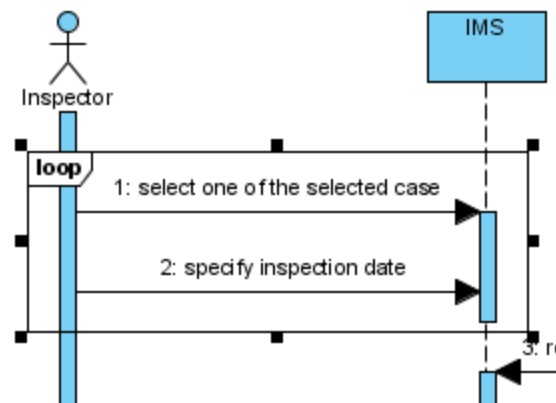 IMS
Inspector
loop
1: select one of the selected case
2: specify inspection date
3: